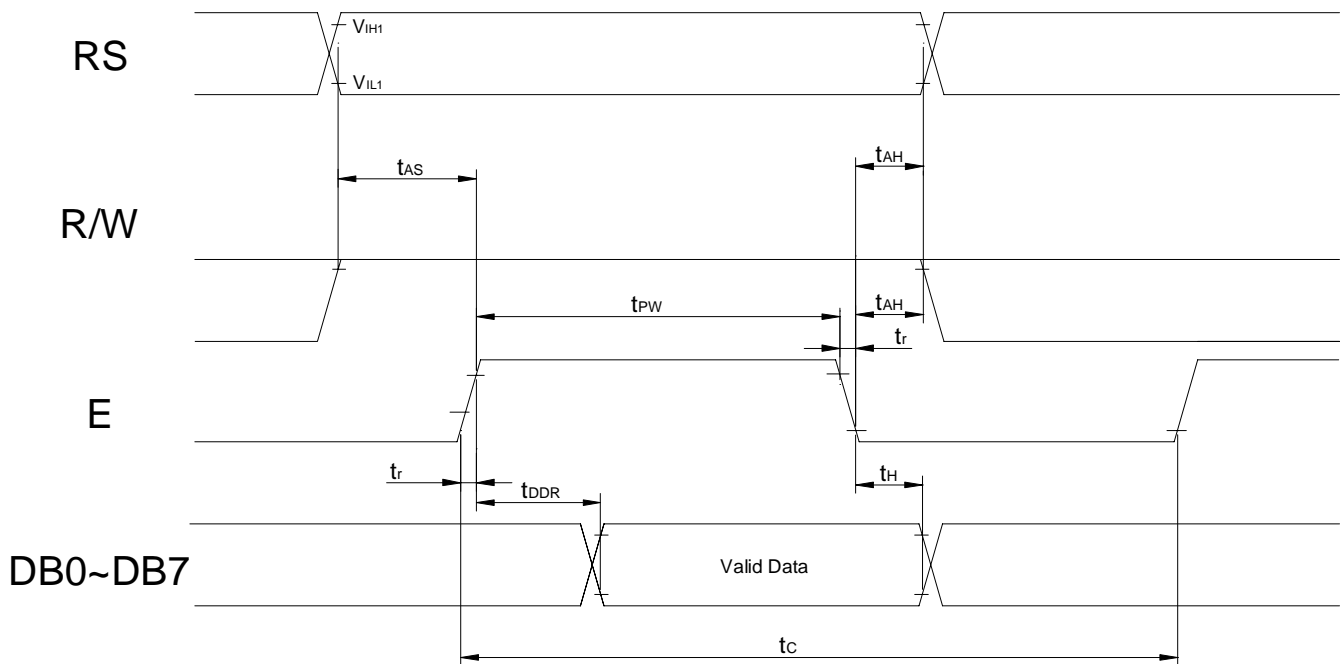 RS
VIH1
VIL1
tAS
tAH
R/W
tPW
tAH
tr
E
tr
tDDR
tH
DB0~DB7
Valid Data
tC